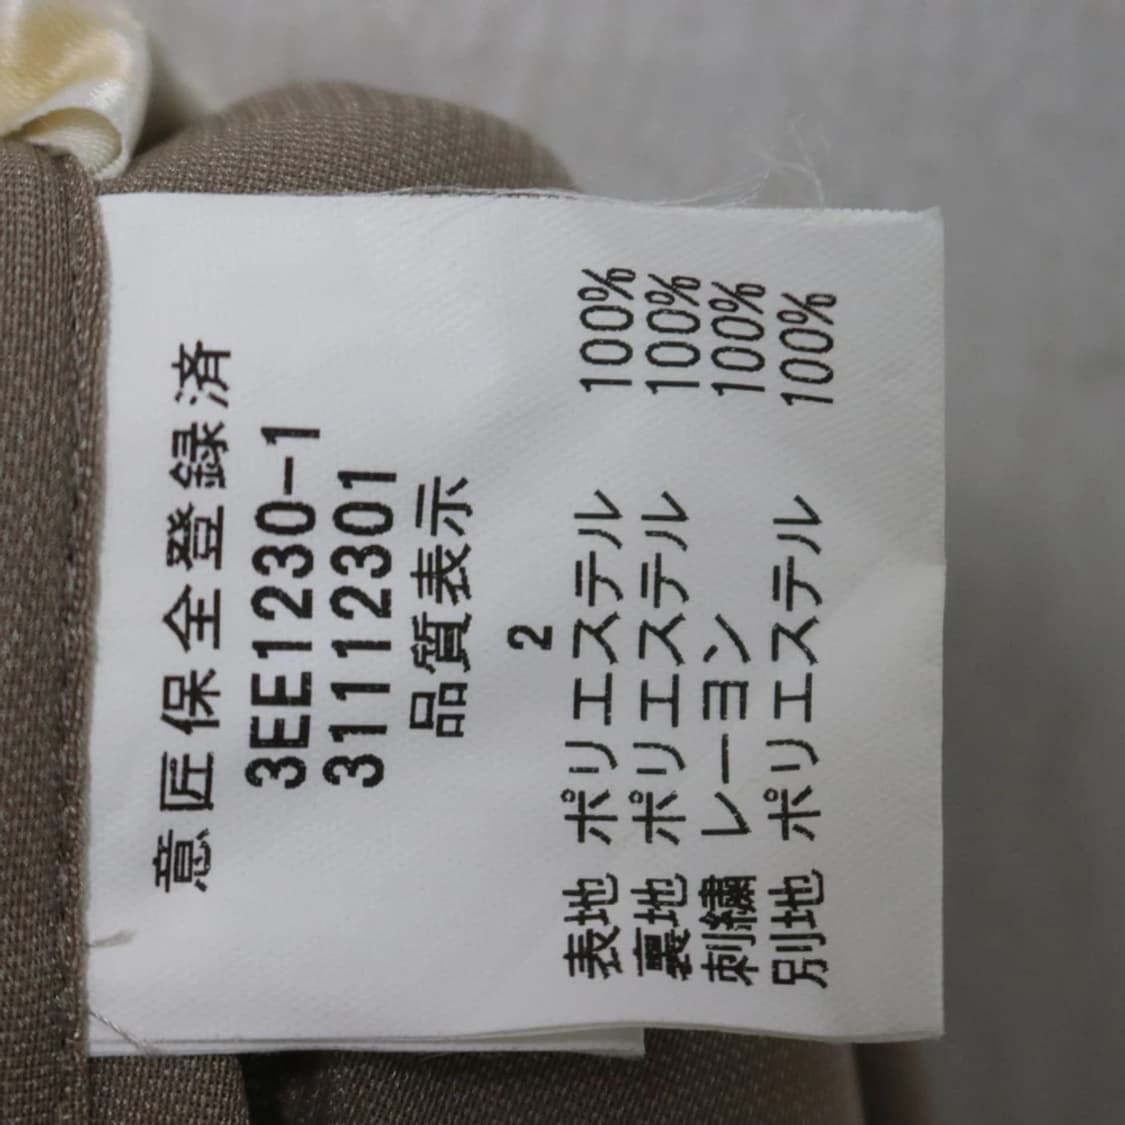 意匠保全登録済
3EE1230-1
31112301
品質表示
2
表地 ポリエステル 100%
裏地 ポリエステル 100%
刺繍 レーヨン 100%
別地 ポリエステル 100%